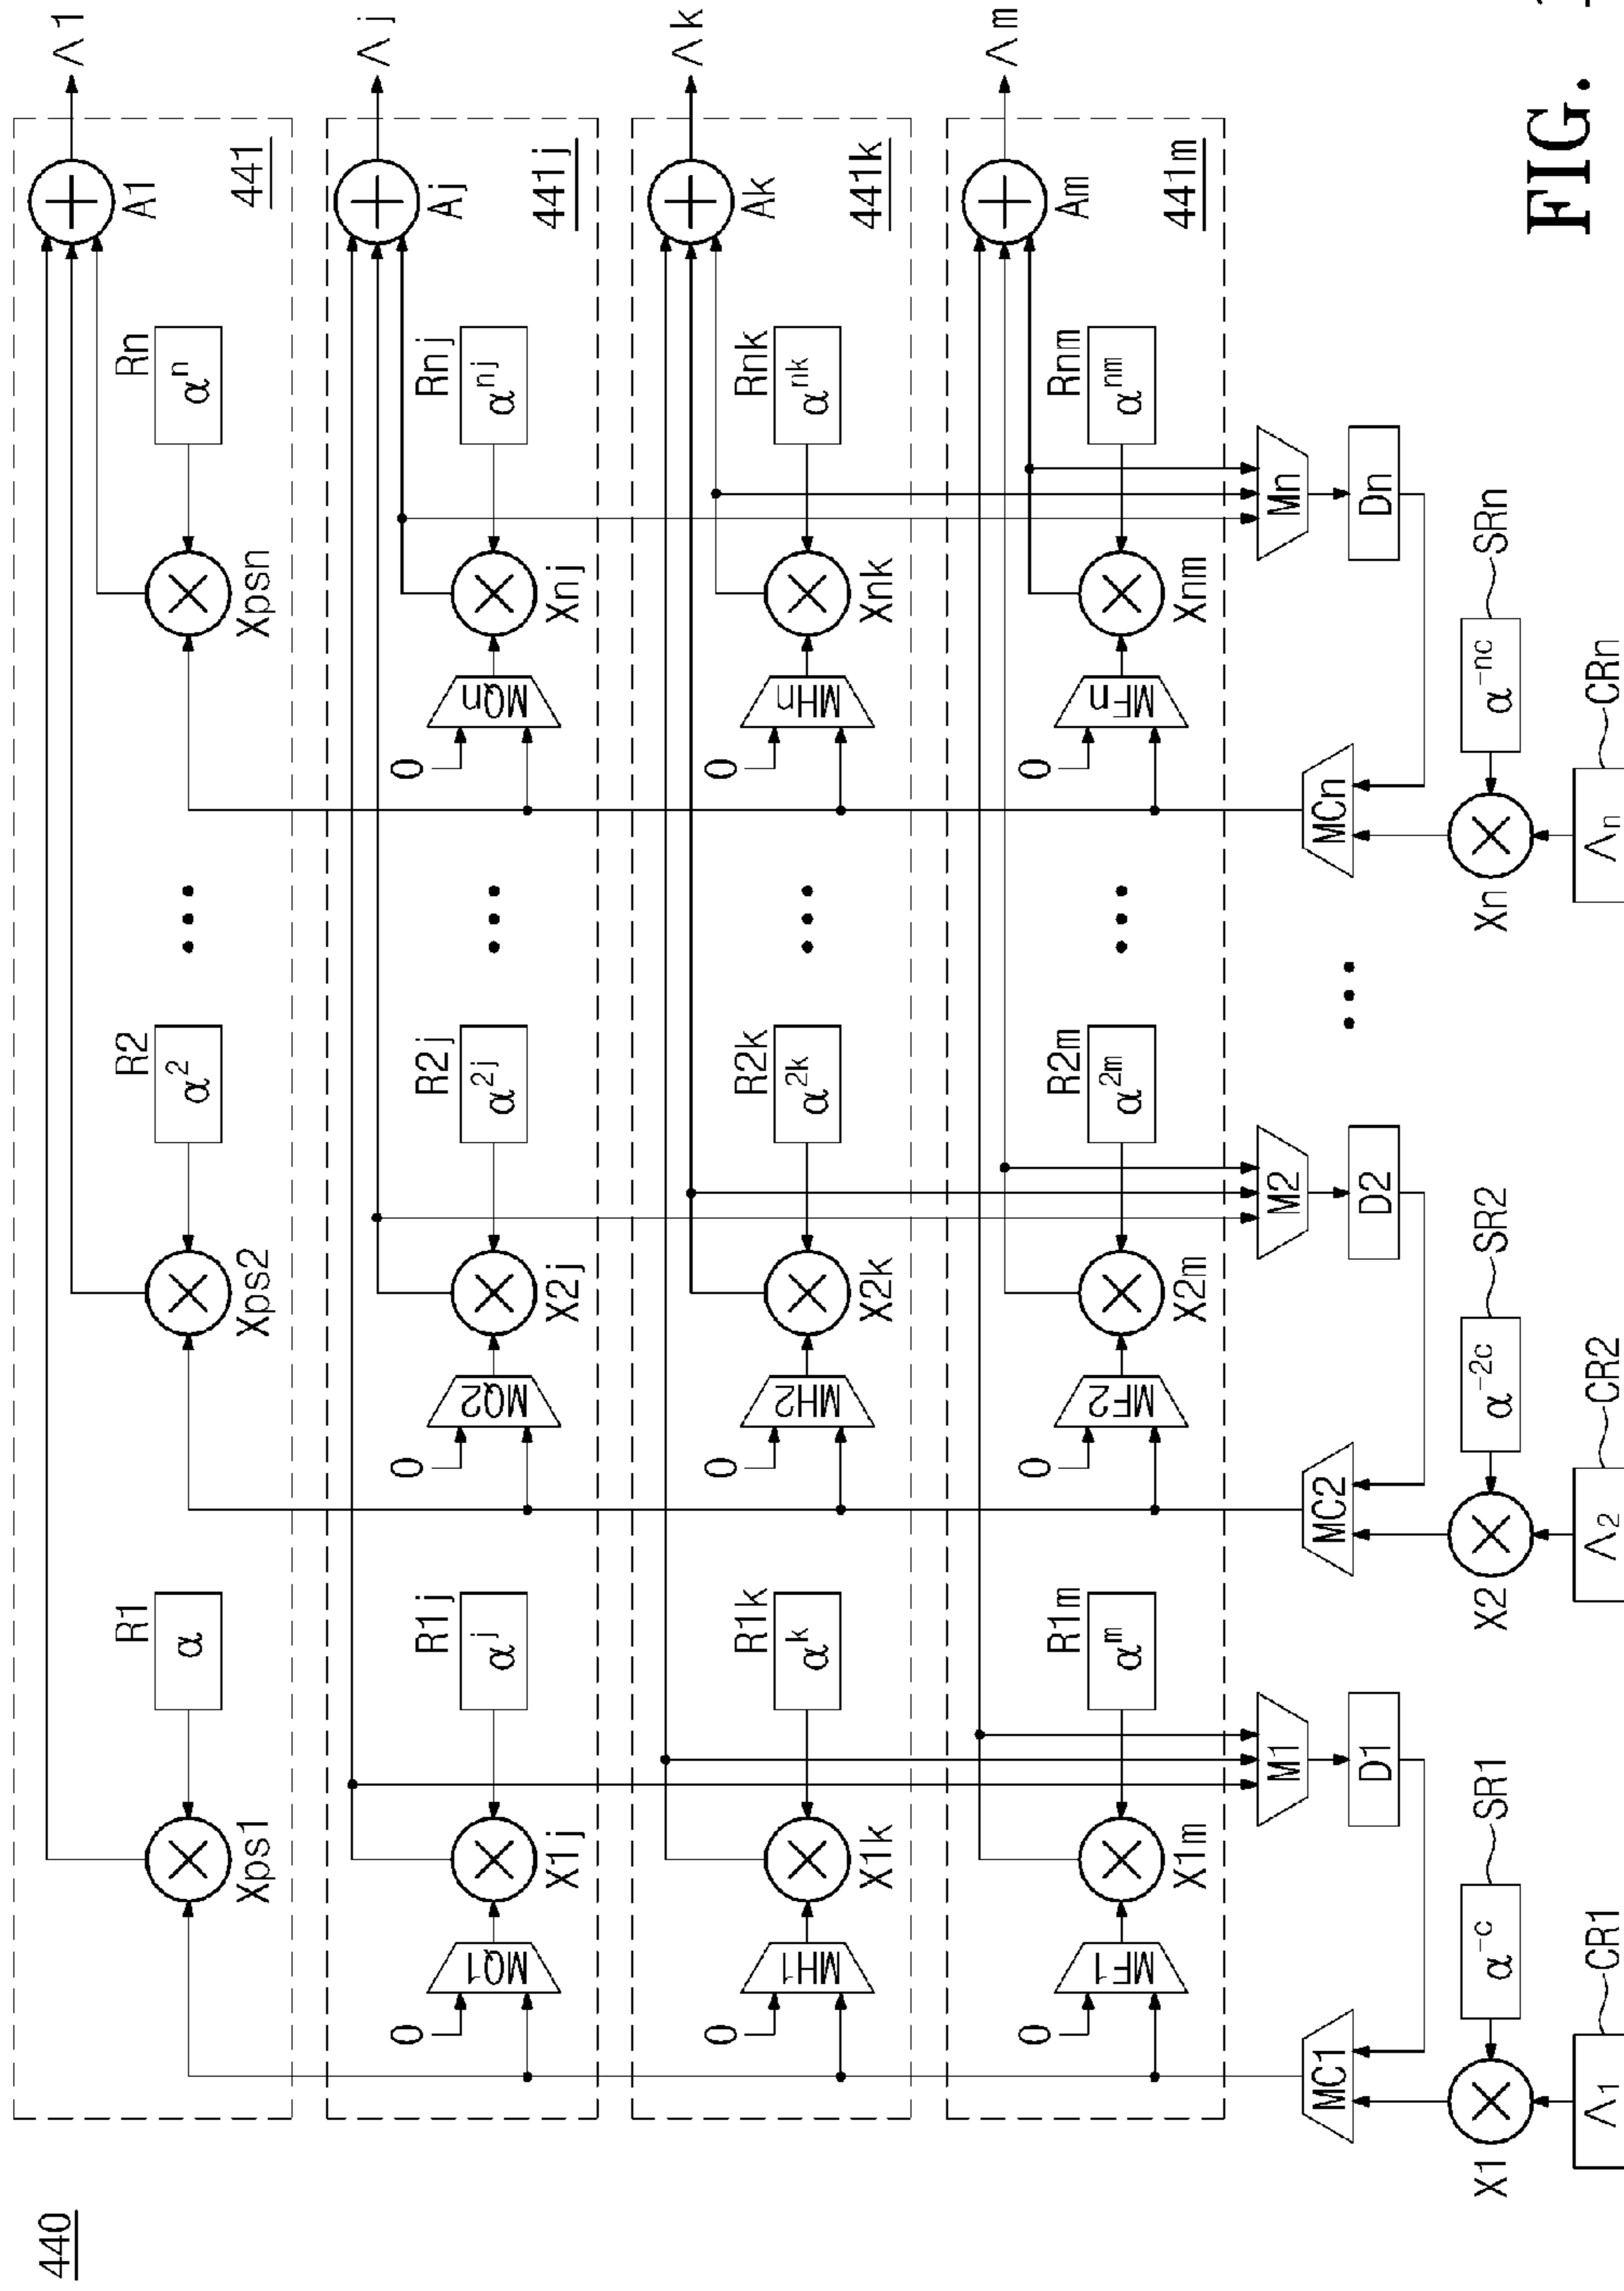 440
Λ1
A1
441
R1
α
R2
α²
Rn
αⁿ
Xps1
Xps2
...
Xpsn
Λj
Aj
441j
R1j
α^j
R2j
α^2j
Rnj
α^nj
0
MQ1
X1j
0
MQ2
X2j
...
0
MQn
Xnj
Λk
Ak
441k
R1k
α^k
R2k
α^2k
Rnk
α^nk
0
MH1
X1k
0
MH2
X2k
...
0
MHn
Xnk
Λm
Am
441m
R1m
α^m
R2m
α^2m
Rnm
α^nm
0
MF1
X1m
0
MF2
X2m
...
0
MFn
Xnm
MC1
M1
D1
MC2
M2
D2
...
MCn
Mn
Dn
X1
α^-c
SR1
X2
α^-2c
SR2
Xn
α^-nc
SRn
Λ₁
CR1
Λ₂
CR2
Λₙ
CRn
FIG.